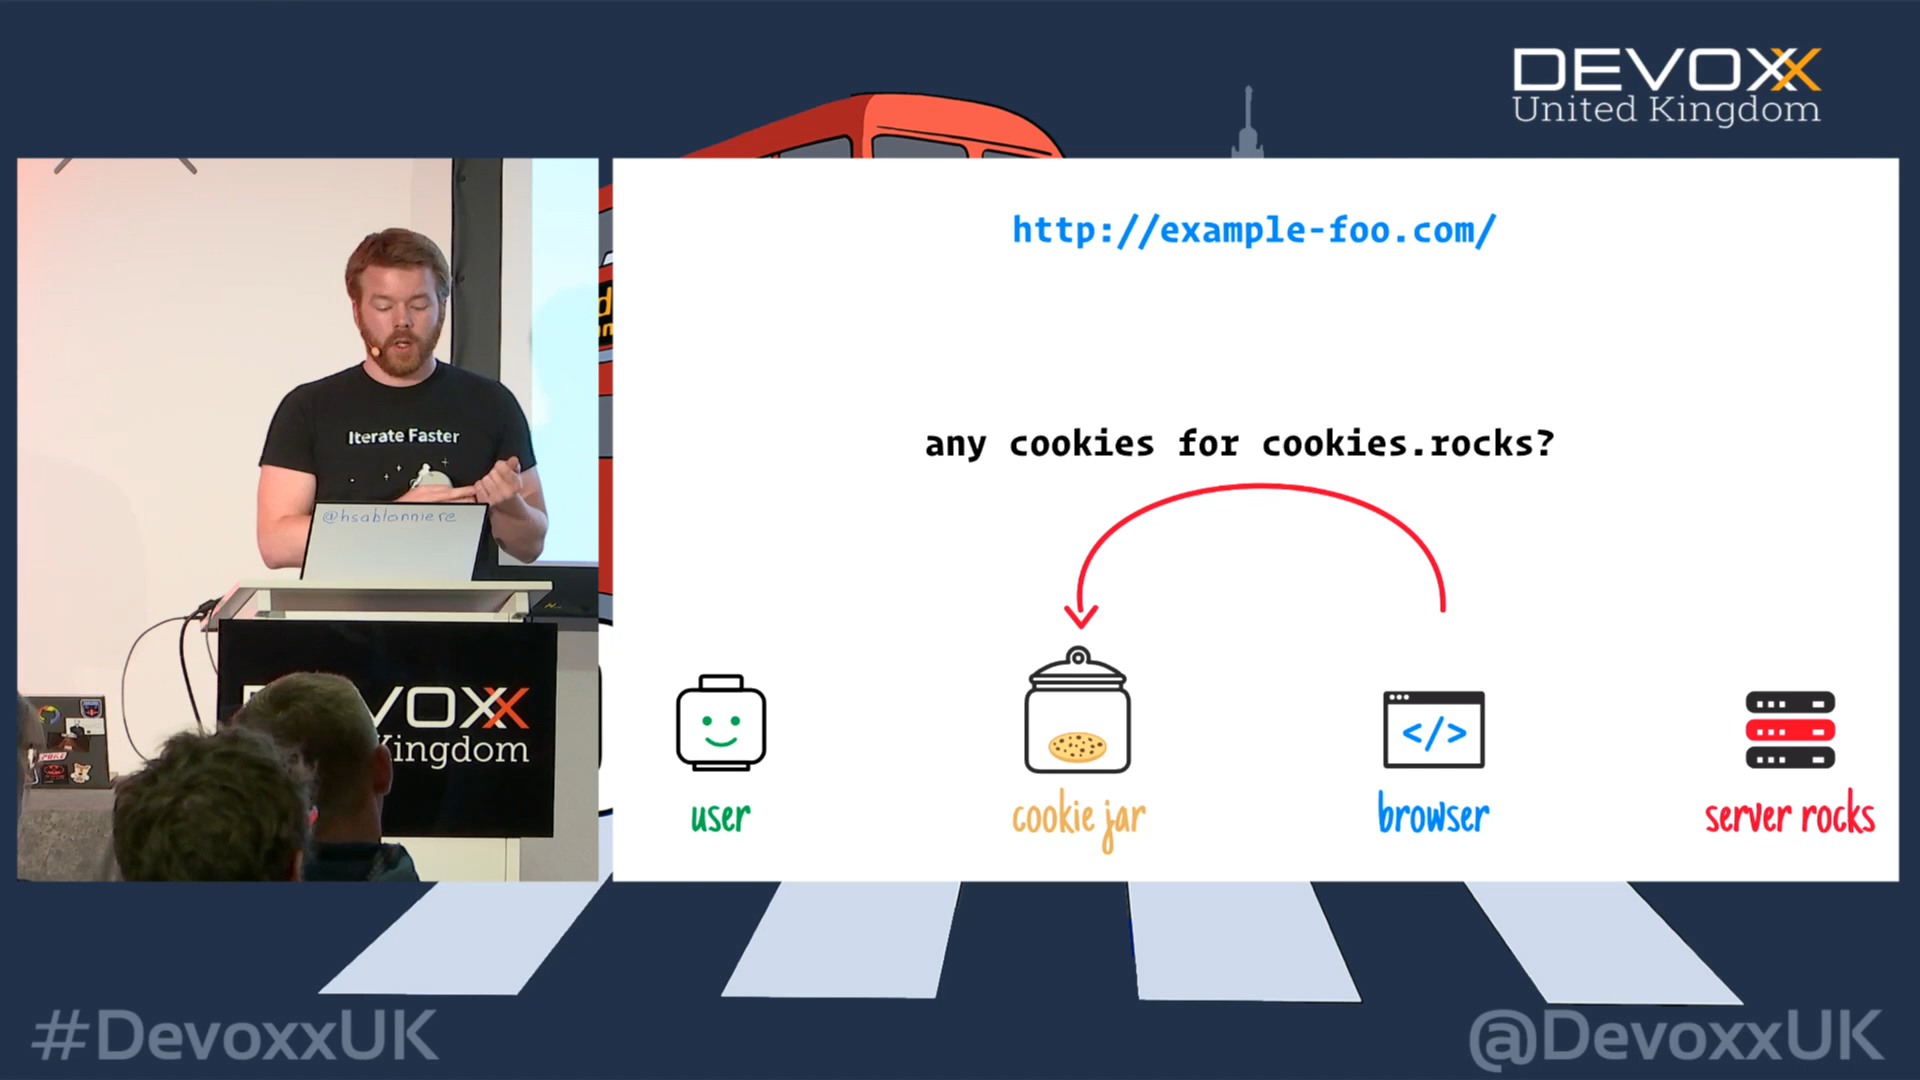 DEVOXX
United Kingdom
http://example-foo.com/
any cookies for cookies.rocks?
Iterate Faster
@hsablonniere
VOXX
Kingdom
user
cookie jar
</>
browser
server rocks
#DevoxxUK
@DevoxxUK